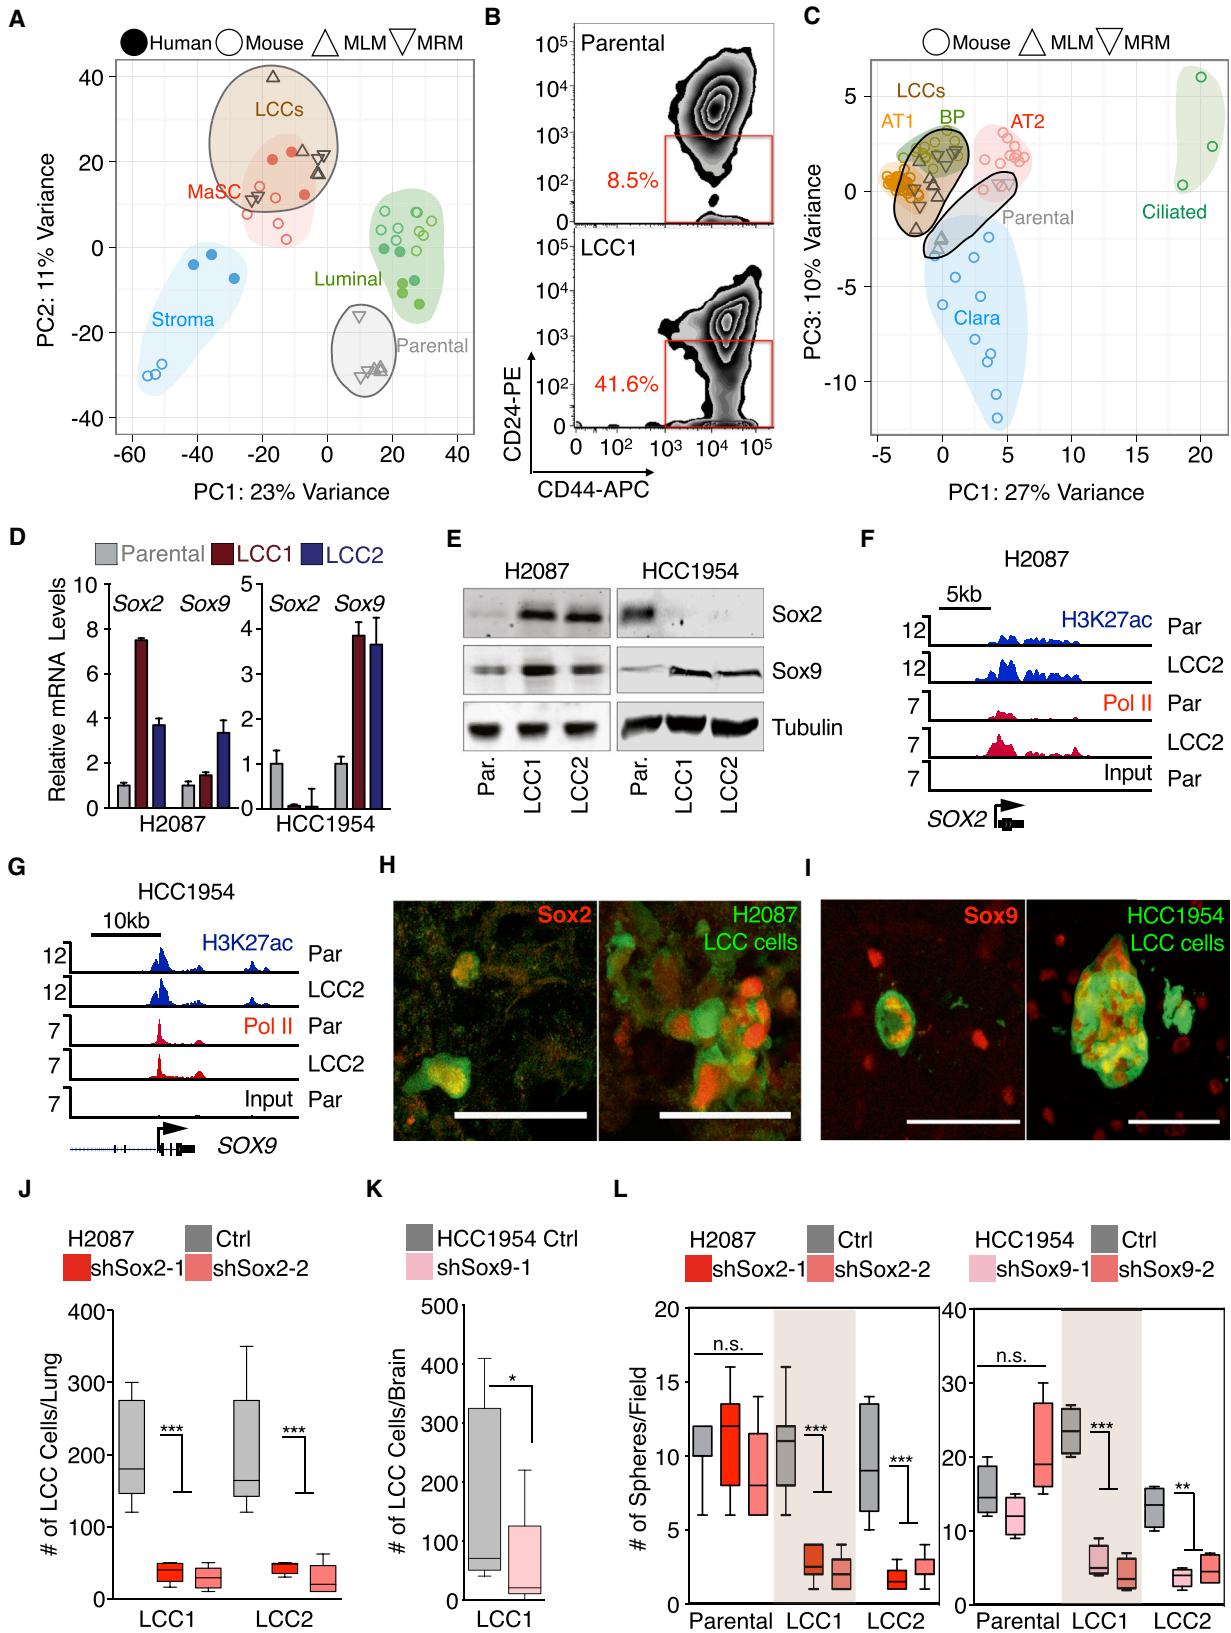 A
Human Mouse MLM MRM
PC2: 11% Variance
40
20
0
-20
-40
LCCs
MaSC
Luminal
Stroma
Parental
-60 -40 -20 0 20 40
PC1: 23% Variance
B
Parental
10⁵
10⁴
10³
10²
0
8.5%
LCC1
10⁵
10⁴
10³
10²
0
41.6%
CD24-PE
0 10² 10³ 10⁴ 10⁵
CD44-APC
C
Mouse MLM MRM
PC3: 10% Variance
5
0
-5
-10
LCCs
AT1 BP AT2
Parental
Ciliated
Clara
-5 0 5 10 15 20
PC1: 27% Variance
D
Parental LCC1 LCC2
Relative mRNA Levels
10
8
6
4
2
0
Sox2 Sox9
H2087
5
4
3
2
1
0
Sox2 Sox9
HCC1954
E
H2087 HCC1954
Sox2
Sox9
Tubulin
Par. LCC1 LCC2 Par. LCC1 LCC2
F
H2087
5kb
12 H3K27ac Par
12 LCC2
7 Pol II Par
7 LCC2
7 Input Par
SOX2
G
HCC1954
10kb
12 H3K27ac Par
12 LCC2
7 Pol II Par
7 LCC2
7 Input Par
SOX9
H
Sox2
H2087
LCC cells
I
Sox9
HCC1954
LCC cells
J
H2087 Ctrl
shSox2-1 shSox2-2
# of LCC Cells/Lung
400
300
200
100
0
*** ***
LCC1 LCC2
K
HCC1954 Ctrl
shSox9-1
# of LCC Cells/Brain
500
400
300
200
100
0
*
LCC1
L
H2087 Ctrl
shSox2-1 shSox2-2
# of Spheres/Field
20
15
10
5
0
n.s.
***
***
Parental LCC1 LCC2
HCC1954 Ctrl
shSox9-1 shSox9-2
40
30
20
10
0
n.s.
***
**
Parental LCC1 LCC2